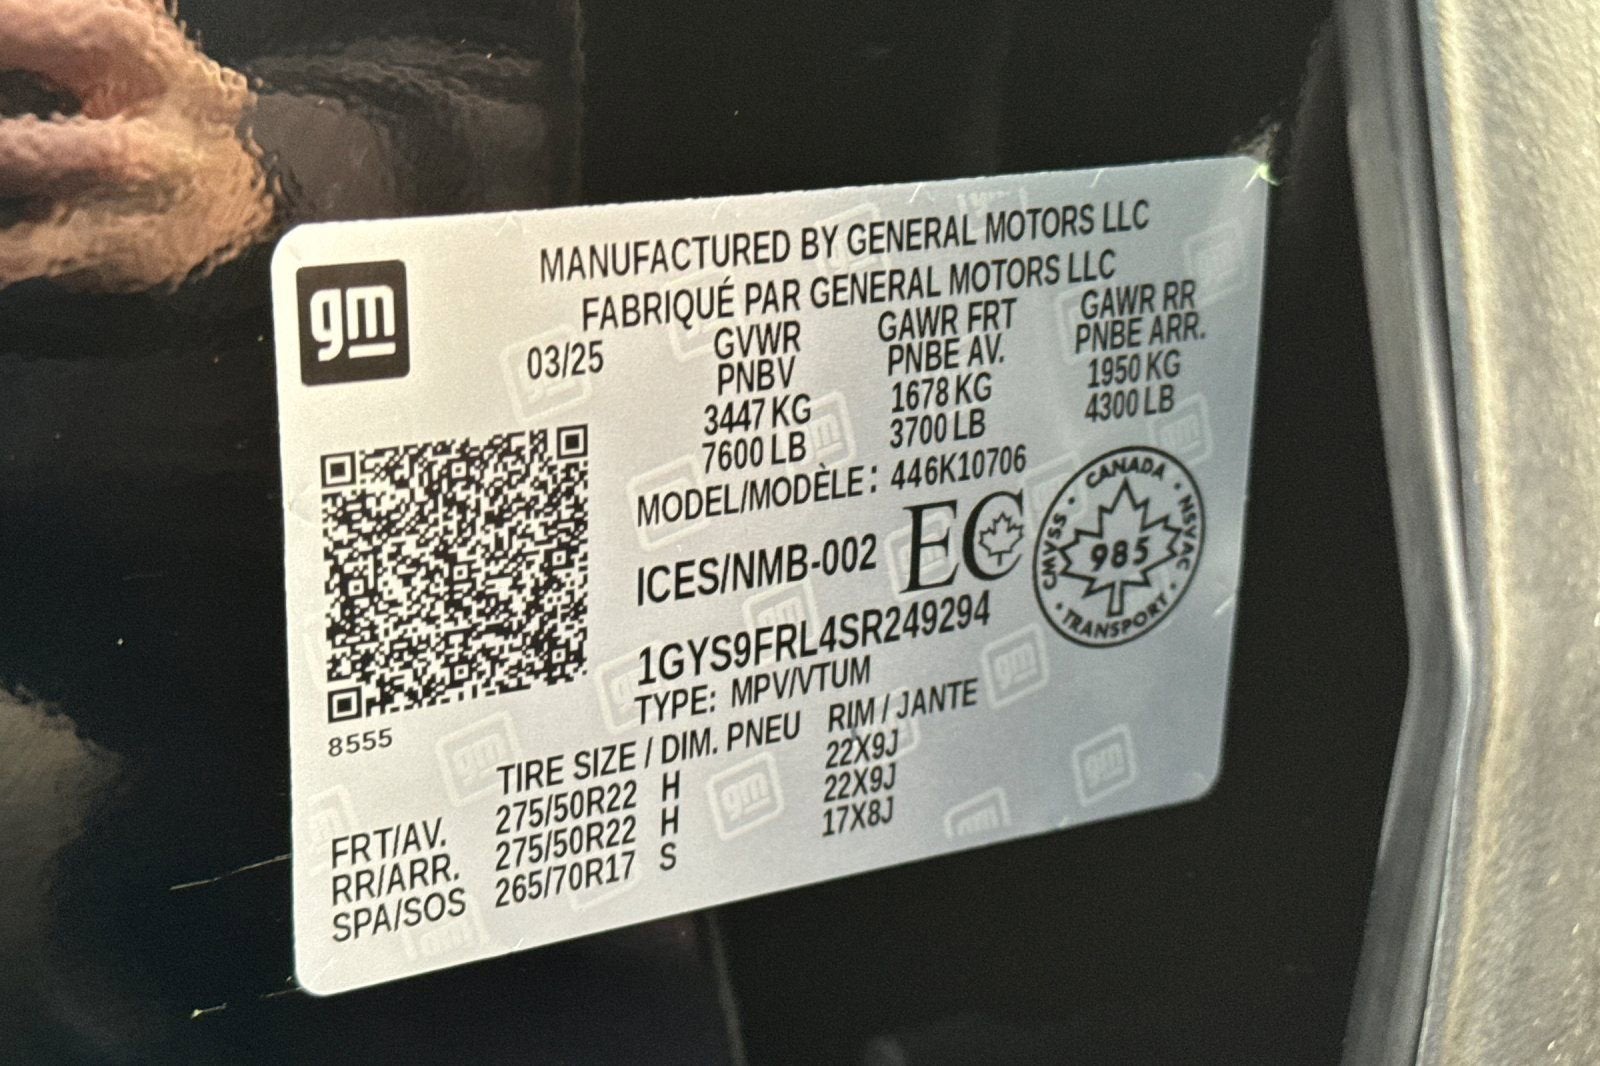 gm
MANUFACTURED BY GENERAL MOTORS LLC
FABRIQUÉ PAR GENERAL MOTORS LLC
03/25 GVWR GAWR FRT GAWR RR
PNBV PNBE AV. PNBE ARR.
3447 KG 1678 KG 1950 KG
7600 LB 3700 LB 4300 LB
MODEL/MODÈLE: 446K10706
ICES/NMB-002 EC
CANADA · NSVAC · TRANSPORT · CMVSS ·
985
1GYS9FRL4SR249294
TYPE: MPV/VTUM
8555
TIRE SIZE / DIM. PNEU RIM / JANTE
FRT/AV. 275/50R22 H 22X9J
RR/ARR. 275/50R22 H 22X9J
SPA/SOS 265/70R17 S 17X8J